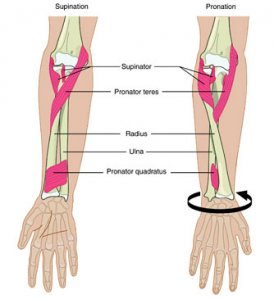 Supination
Pronation
Supinator
Pronator teres
Radius
Ulna
Pronator quadratus